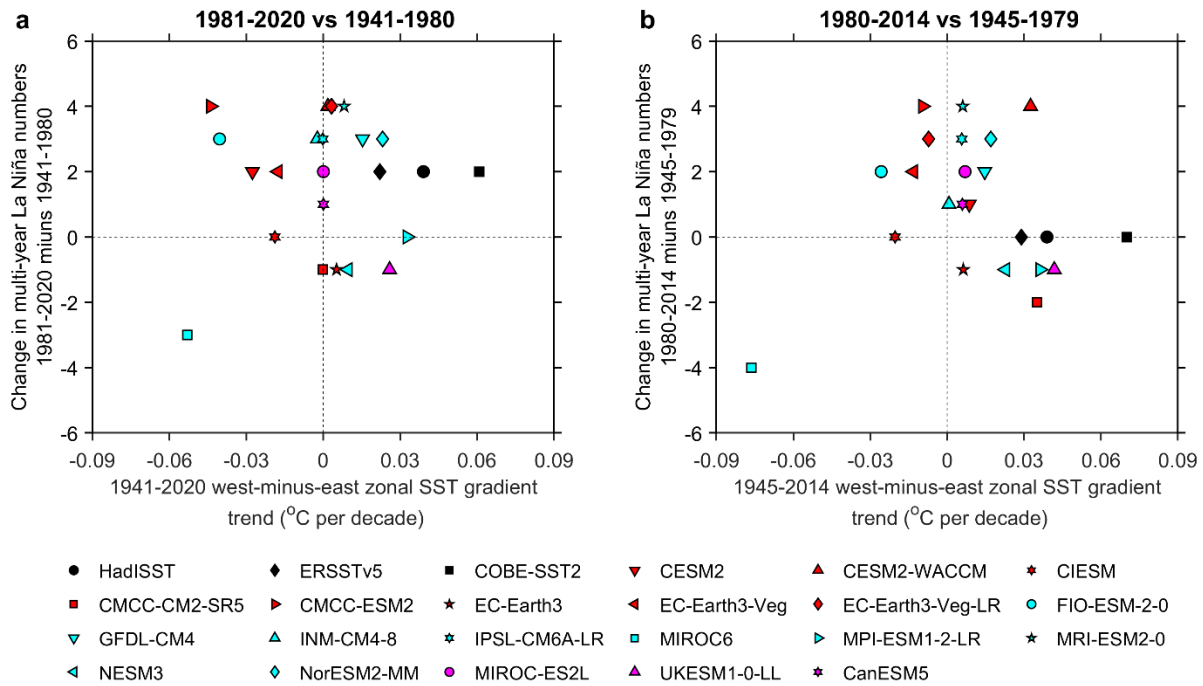 a
1981-2020 vs 1941-1980
Change in multi-year La Niña numbers
1981-2020 miuns 1941-1980
6
4
2
0
-2
-4
-6
-0.09
-0.06
-0.03
0
0.03
0.06
0.09
1941-2020 west-minus-east zonal SST gradient
trend (°C per decade)
b
1980-2014 vs 1945-1979
Change in multi-year La Niña numbers
1980-2014 miuns 1945-1979
6
4
2
0
-2
-4
-6
-0.09
-0.06
-0.03
0
0.03
0.06
0.09
1945-2014 west-minus-east zonal SST gradient
trend (°C per decade)
HadISST
ERSSTv5
COBE-SST2
CESM2
CESM2-WACCM
CIESM
CMCC-CM2-SR5
CMCC-ESM2
EC-Earth3
EC-Earth3-Veg
EC-Earth3-Veg-LR
FIO-ESM-2-0
GFDL-CM4
INM-CM4-8
IPSL-CM6A-LR
MIROC6
MPI-ESM1-2-LR
MRI-ESM2-0
NESM3
NorESM2-MM
MIROC-ES2L
UKESM1-0-LL
CanESM5